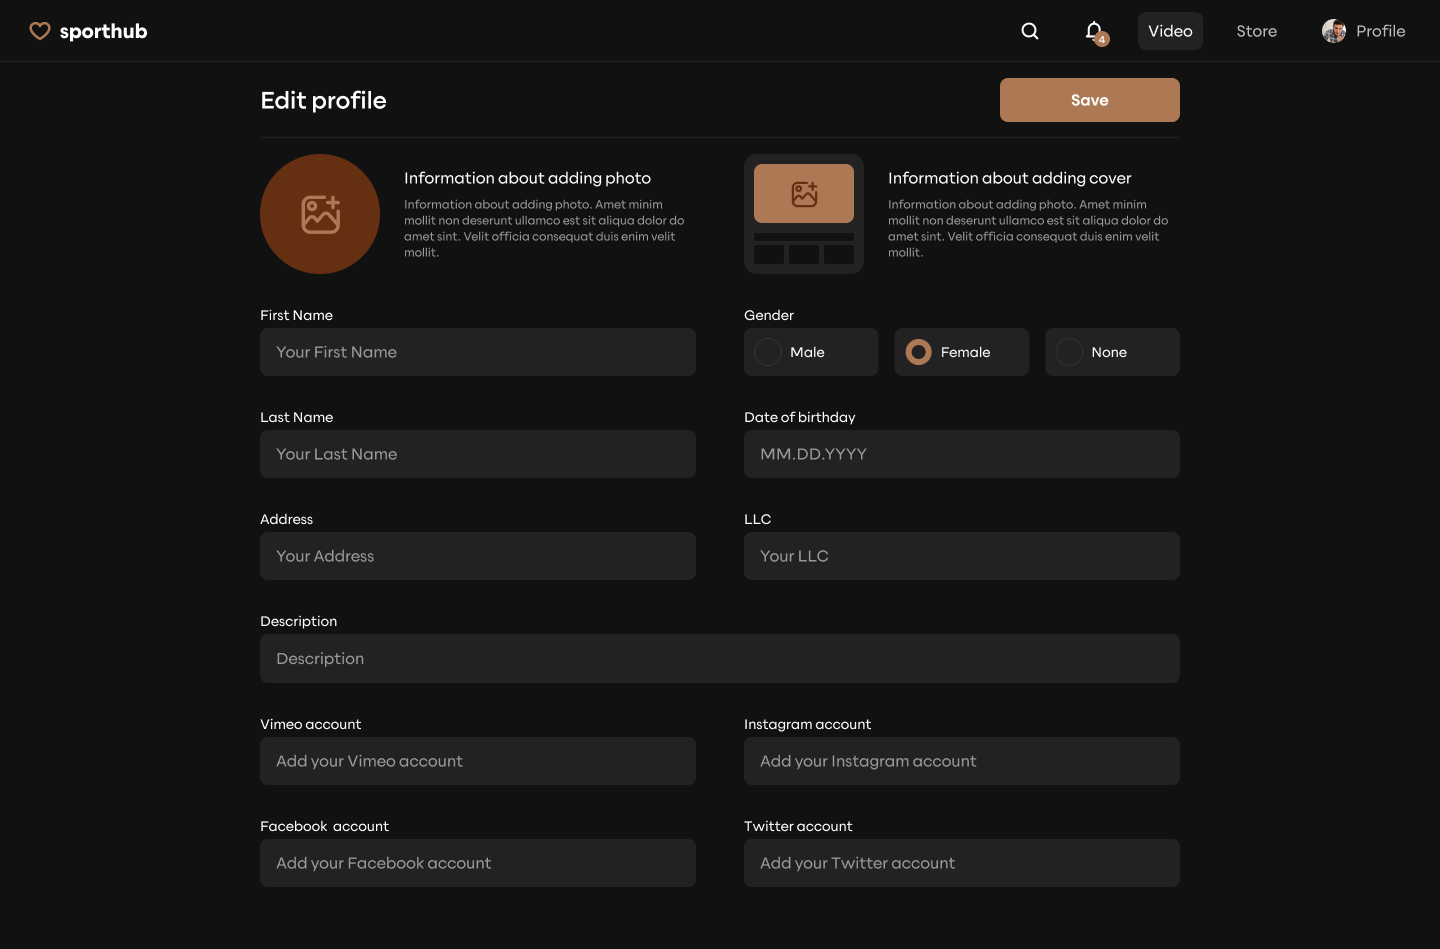 sporthub
4
Video
Store
Profile
Edit profile
Save
Information about adding photo
Information about adding photo. Amet minim
mollit non deserunt ullamco est sit aliqua dolor do
amet sint. Velit officia consequat duis enim velit
mollit.
Information about adding cover
Information about adding photo. Amet minim
mollit non deserunt ullamco est sit aliqua dolor do
amet sint. Velit officia consequat duis enim velit
mollit.
First Name
Your First Name
Gender
Male
Female
None
Last Name
Your Last Name
Date of birthday
MM.DD.YYYY
Address
Your Address
LLC
Your LLC
Description
Description
Vimeo account
Add your Vimeo account
Instagram account
Add your Instagram account
Facebook  account
Add your Facebook account
Twitter account
Add your Twitter account